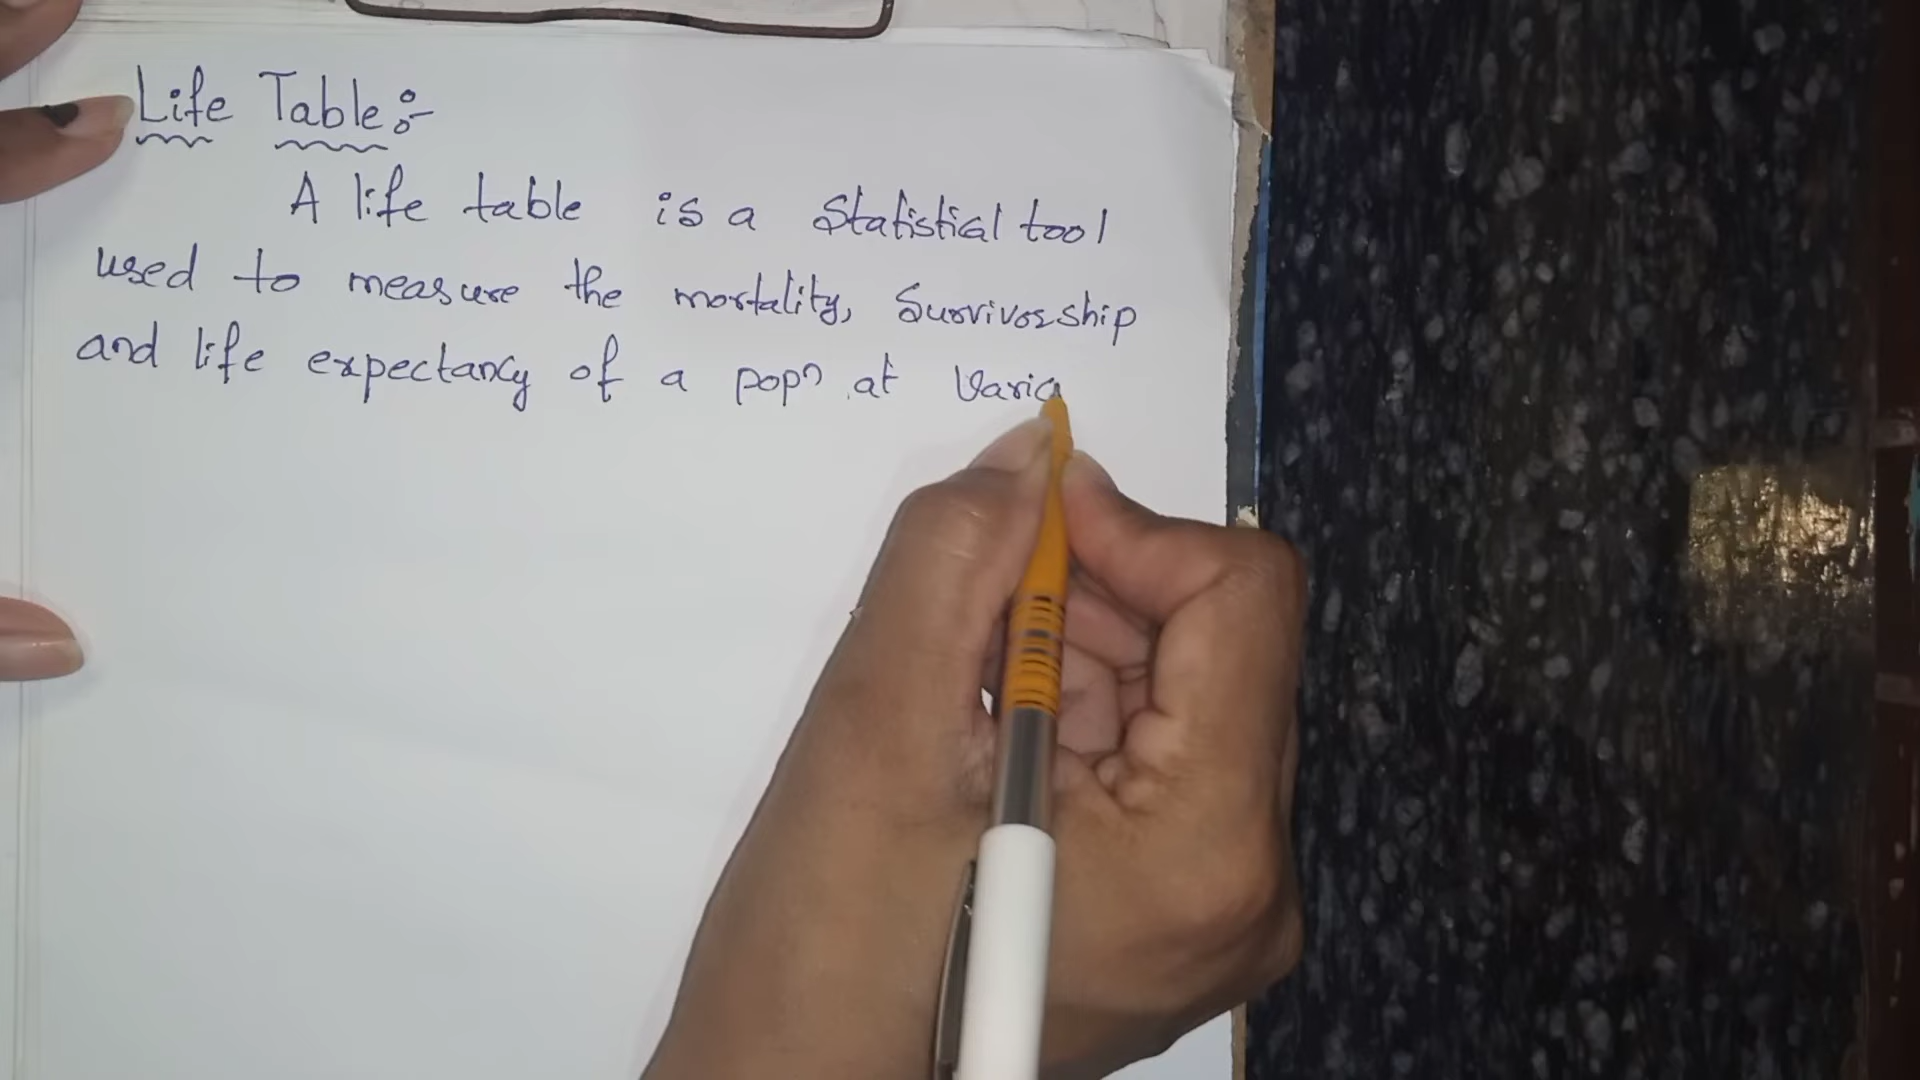 Life Table:-
A life table is a Statistical tool
used to measure the mortality, Survivorship
and life expectancy of a popn at Vario